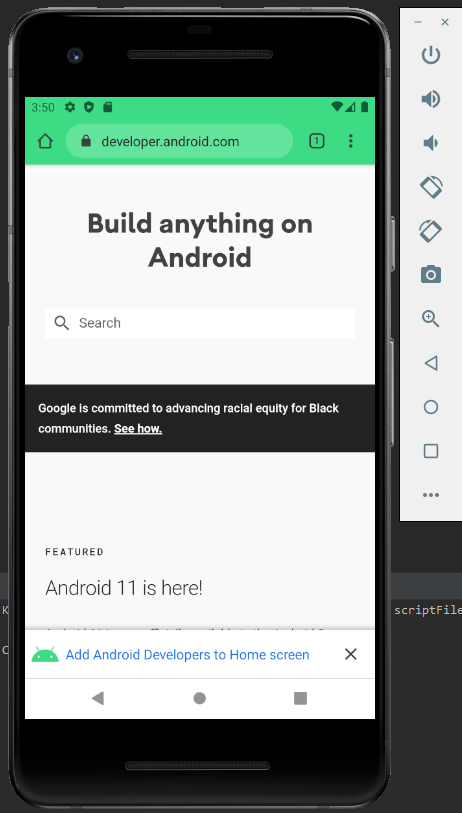 3:50
developer.android.com
1
Build anything on
Android
Search
Google is committed to advancing racial equity for Black
communities. See how.
FEATURED
Android 11 is here!
Add Android Developers to Home screen
K
scriptFile
C